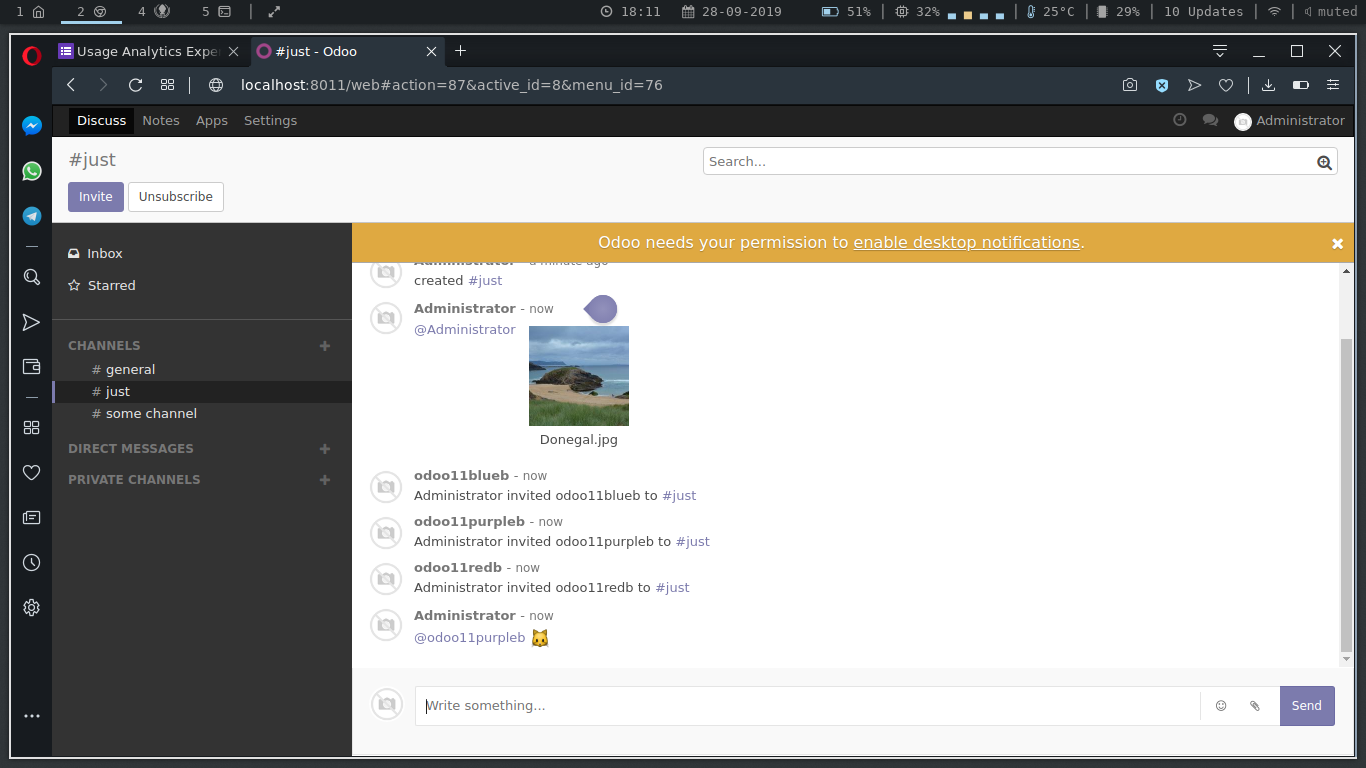 1 2 4 5 18:11 28-09-2019 51% 32% 25°C 29% 10 Updates muted
Usage Analytics Expe #just - Odoo
localhost:8011/web#action=87&active_id=8&menu_id=76
Discuss Notes Apps Settings Administrator
#just
Search...
Invite Unsubscribe
Odoo needs your permission to enable desktop notifications.
Inbox
Starred
CHANNELS
# general
# just
# some channel
DIRECT MESSAGES
PRIVATE CHANNELS
Administrator - a minute ago
created #just
Administrator - now
@Administrator
Donegal.jpg
odoo11blueb - now
Administrator invited odoo11blueb to #just
odoo11purpleb - now
Administrator invited odoo11purpleb to #just
odoo11redb - now
Administrator invited odoo11redb to #just
Administrator - now
@odoo11purpleb
Write something...
Send